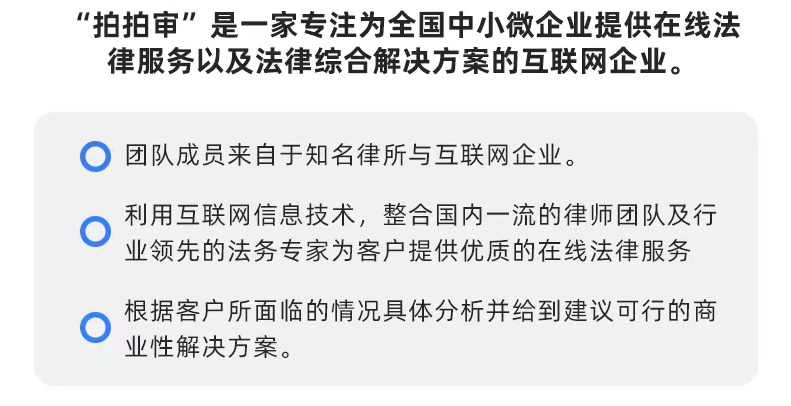 “拍拍审”是一家专注为全国中小微企业提供在线法
律服务以及法律综合解决方案的互联网企业。
团队成员来自于知名律所与互联网企业。
利用互联网信息技术，整合国内一流的律师团队及行
业领先的法务专家为客户提供优质的在线法律服务
根据客户所面临的情况具体分析并给到建议可行的商
业性解决方案。